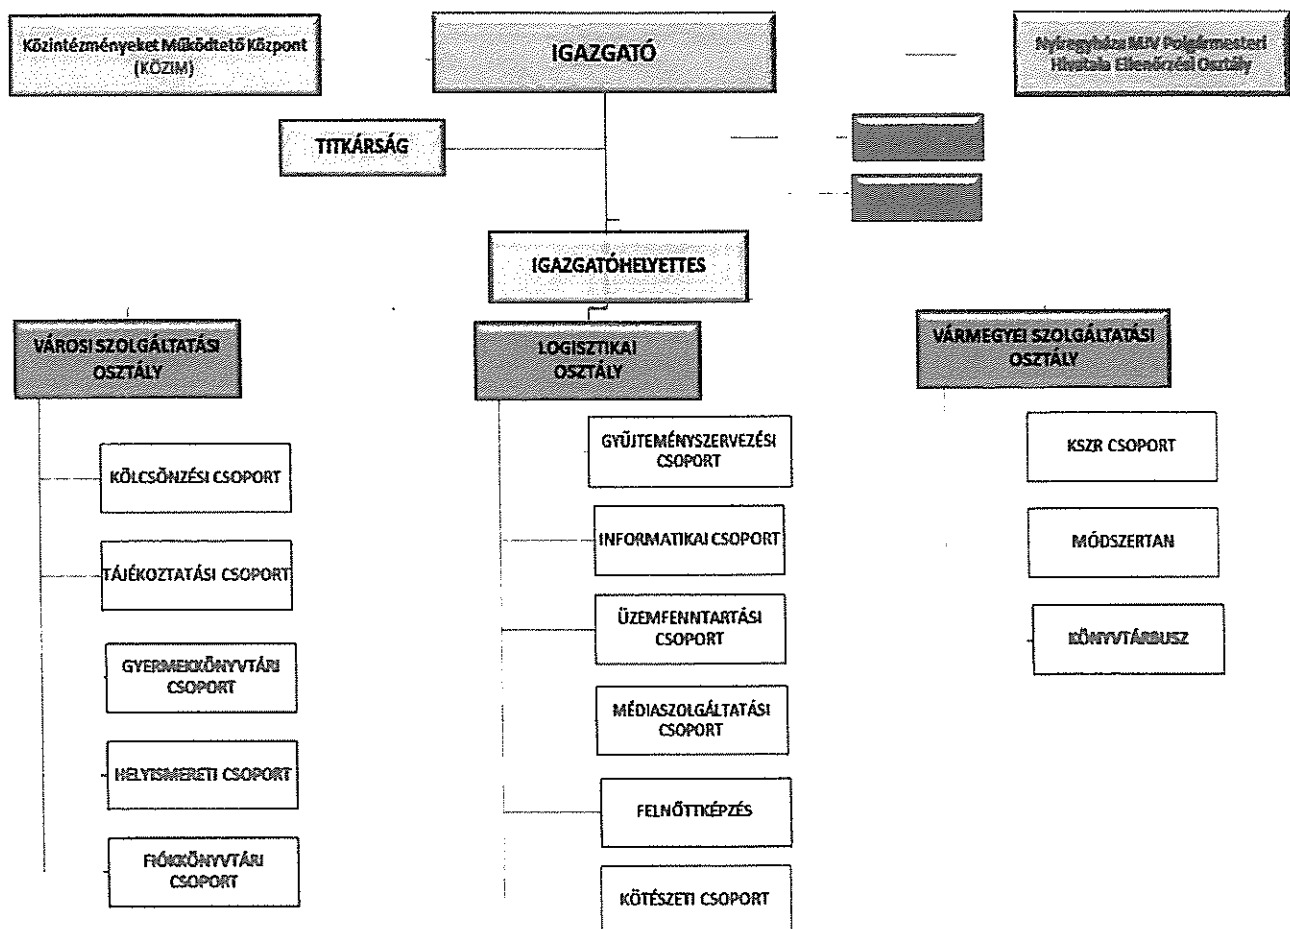 Közintézményeket Működtető Központ
(KÖZIM)
IGAZGATÓ
Nyíregyháza MJV Polgármesteri
Hivatala Ellenőrzési Osztály
TITKÁRSÁG
IGAZGATÓHELYETTES
VÁROSI SZOLGÁLTATÁSI
OSZTÁLY
KÖLCSÖNZÉSI CSOPORT
TÁJÉKOZTATÁSI CSOPORT
GYERMEKKÖNYVTÁRI
CSOPORT
HELYISMERETI CSOPORT
FIÓKKÖNYVTÁRI
CSOPORT
LOGISZTIKAI
OSZTÁLY
GYŰJTEMÉNYSZERVEZÉSI
CSOPORT
INFORMATIKAI CSOPORT
ÜZEMFENNTARTÁSI
CSOPORT
MÉDIASZOLGÁLTATÁSI
CSOPORT
FELNŐTTKÉPZÉS
KÖTÉSZETI CSOPORT
VÁRMEGYEI SZOLGÁLTATÁSI
OSZTÁLY
KSZR CSOPORT
MÓDSZERTAN
KÖNYVTÁRBUSZ